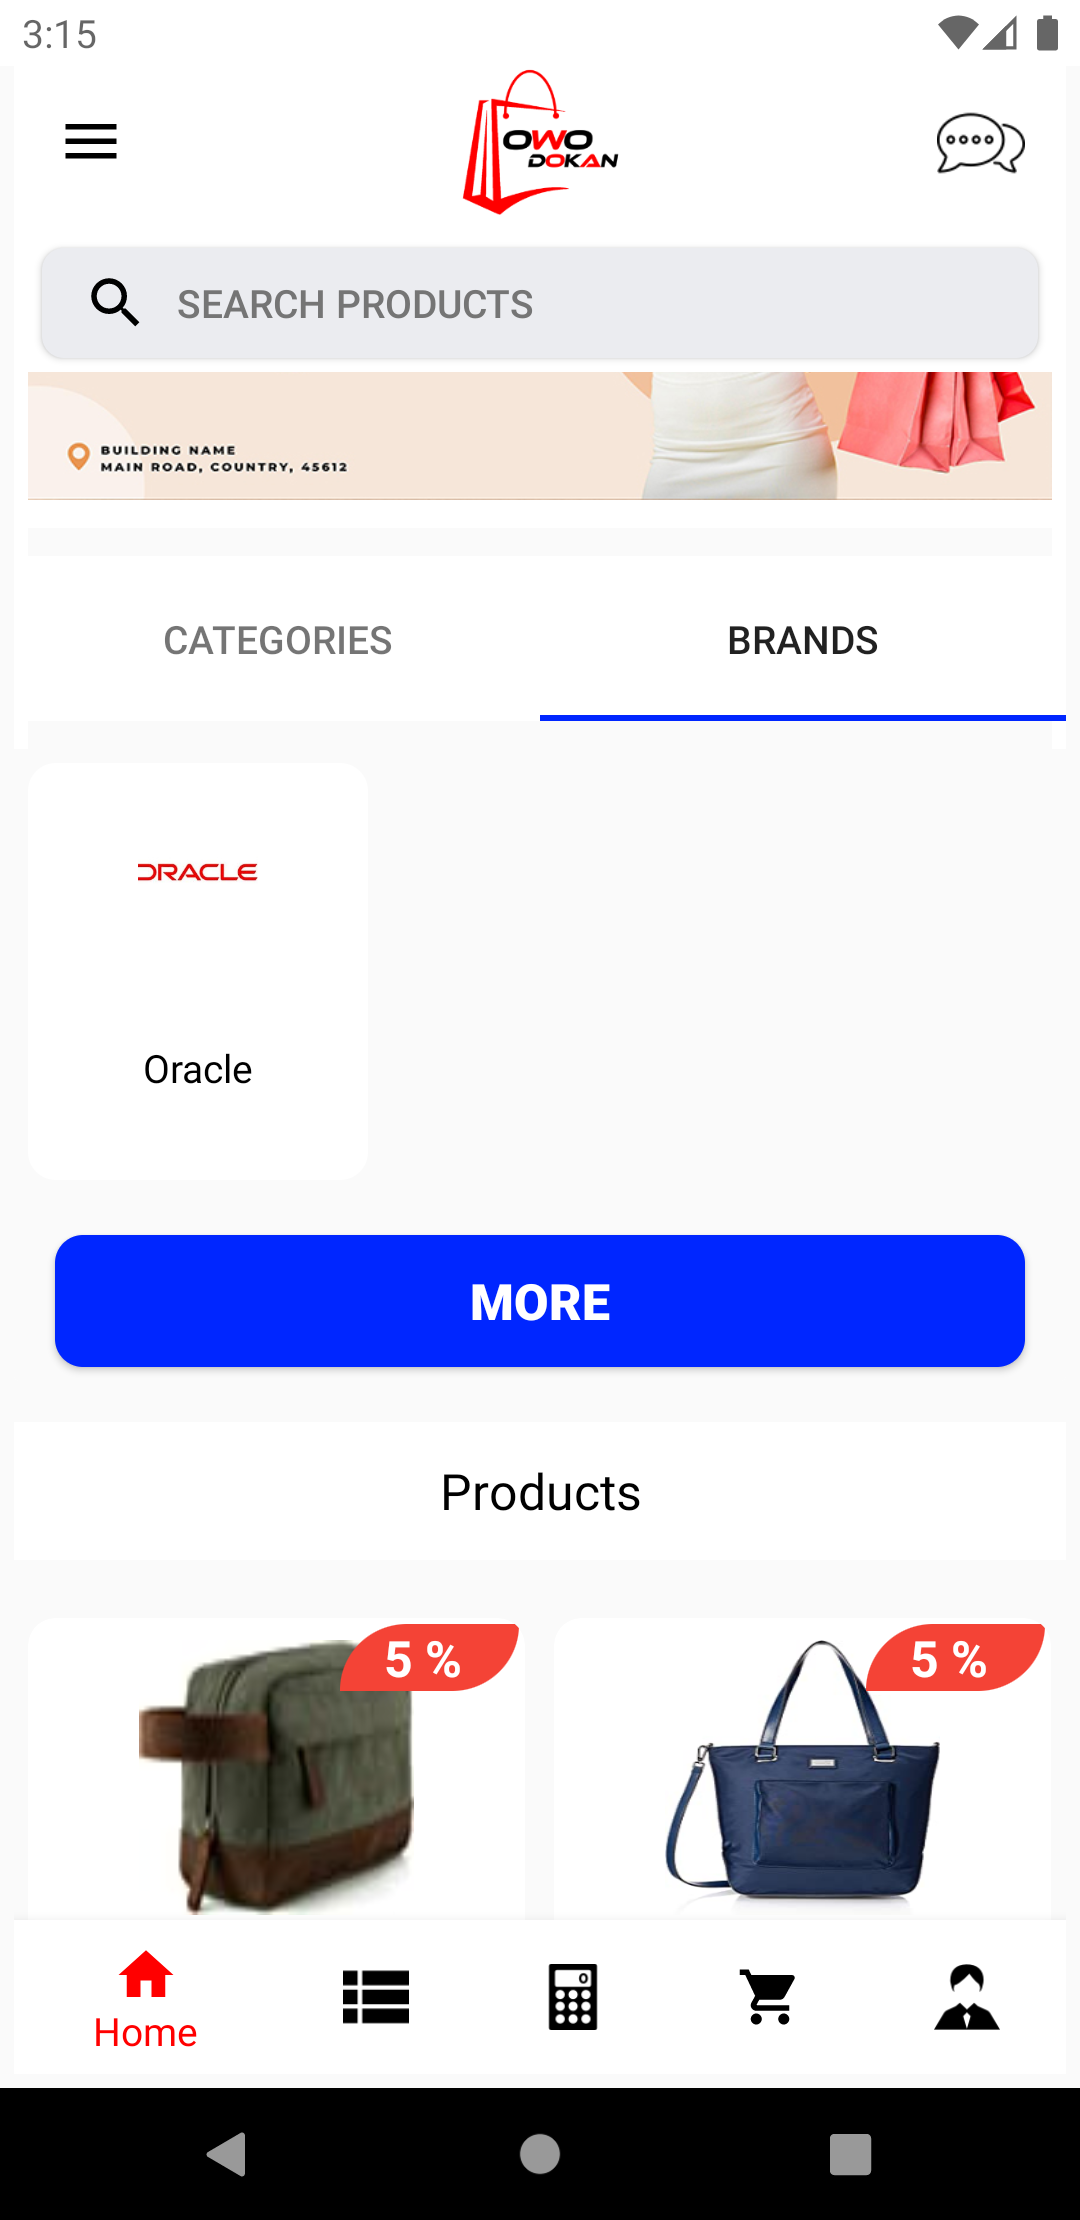 3:15
OWO
DOKAN
SEARCH PRODUCTS
BUILDING NAME
MAIN ROAD, COUNTRY, 45612
CATEGORIES
BRANDS
ORACLE
Oracle
MORE
Products
5 %
5 %
0
Home